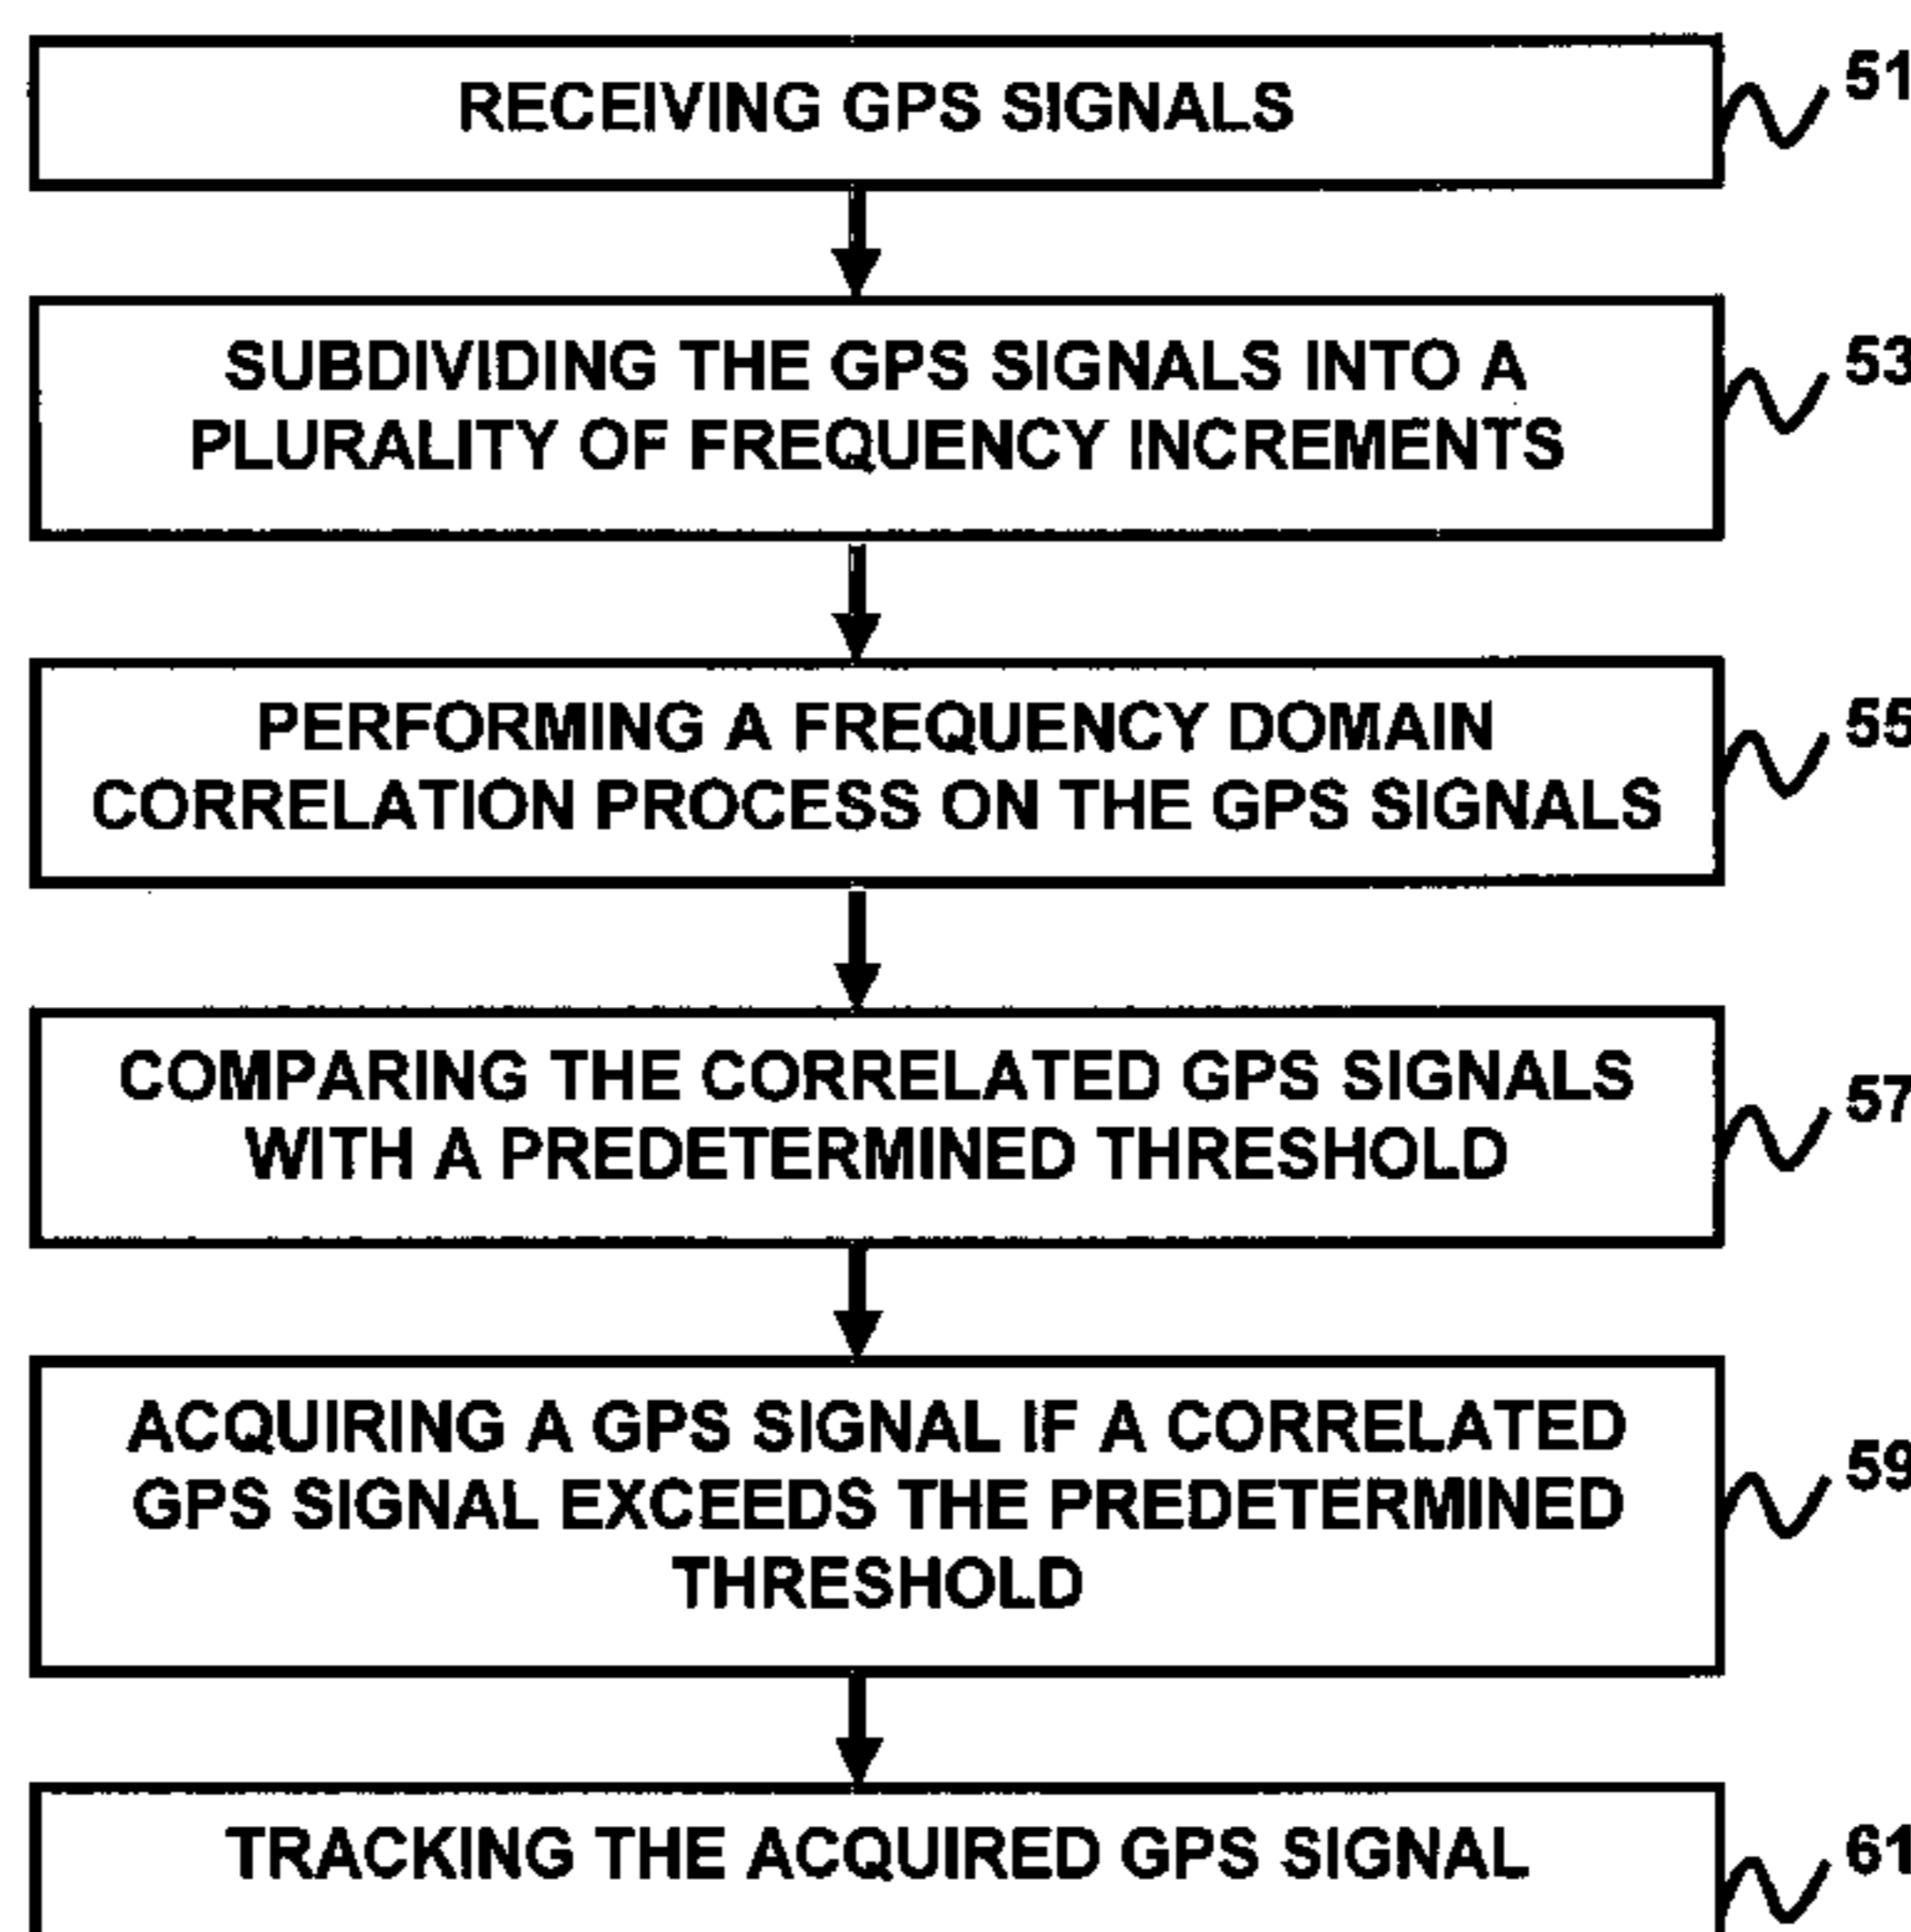 RECEIVING GPS SIGNALS
51
SUBDIVIDING THE GPS SIGNALS INTO A
PLURALITY OF FREQUENCY INCREMENTS
53
PERFORMING A FREQUENCY DOMAIN
CORRELATION PROCESS ON THE GPS SIGNALS
55
COMPARING THE CORRELATED GPS SIGNALS
WITH A PREDETERMINED THRESHOLD
57
ACQUIRING A GPS SIGNAL IF A CORRELATED
GPS SIGNAL EXCEEDS THE PREDETERMINED
THRESHOLD
59
TRACKING THE ACQUIRED GPS SIGNAL
61